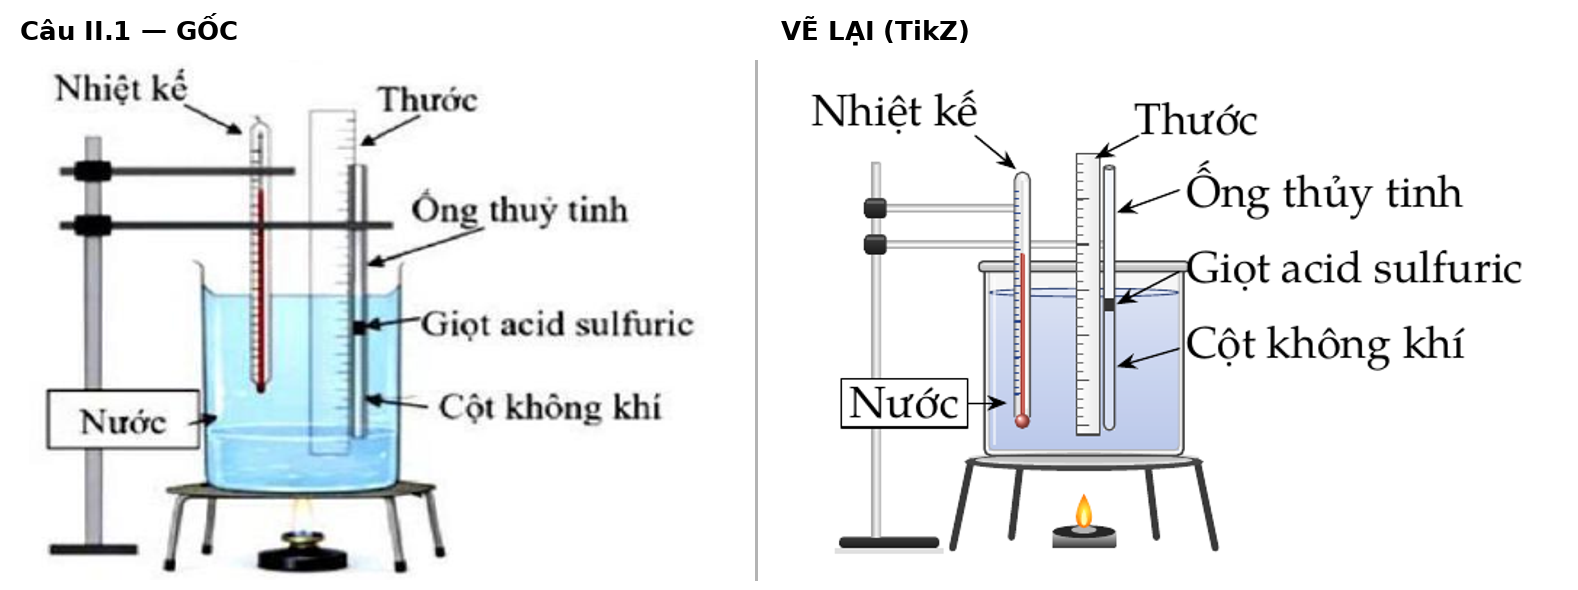 Câu II.1 — GỐC
Nhiệt kế
Thước
Ống thuỷ tinh
Giọt acid sulfuric
Cột không khí
Nước
VẼ LẠI (TikZ)
Nhiệt kế
Thước
Ống thủy tinh
Giọt acid sulfuric
Cột không khí
Nước